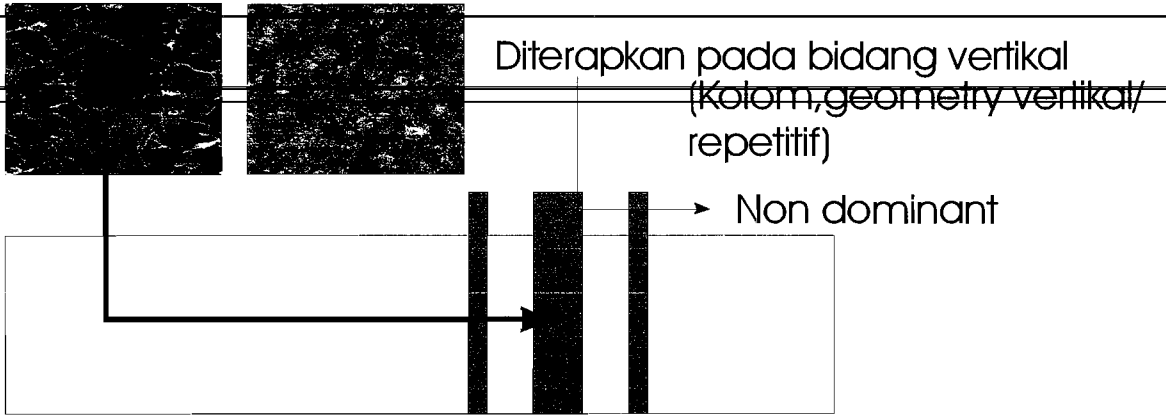 Diterapkan pada bidang vertikal
(Kolom,geometry vertikal/
repetitif)
Non dominant